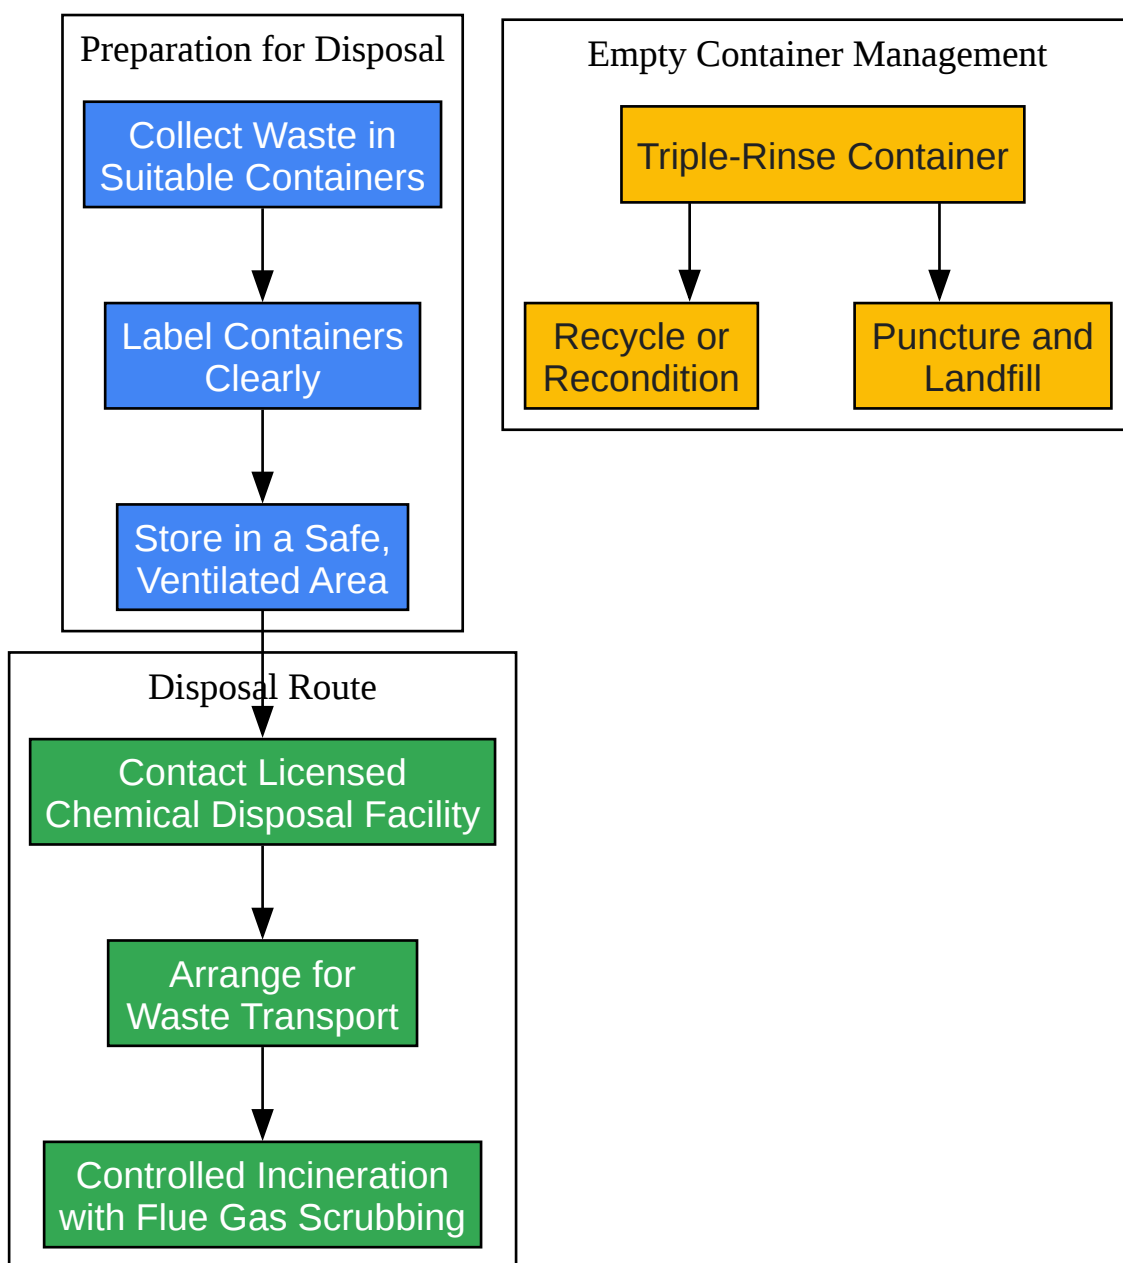 Preparation for Disposal
Collect Waste in
Suitable Containers
Label Containers
Clearly
Store in a Safe,
Ventilated Area
Disposal Route
Contact Licensed
Chemical Disposal Facility
Arrange for
Waste Transport
Controlled Incineration
with Flue Gas Scrubbing
Empty Container Management
Triple-Rinse Container
Recycle or
Recondition
Puncture and
Landfill